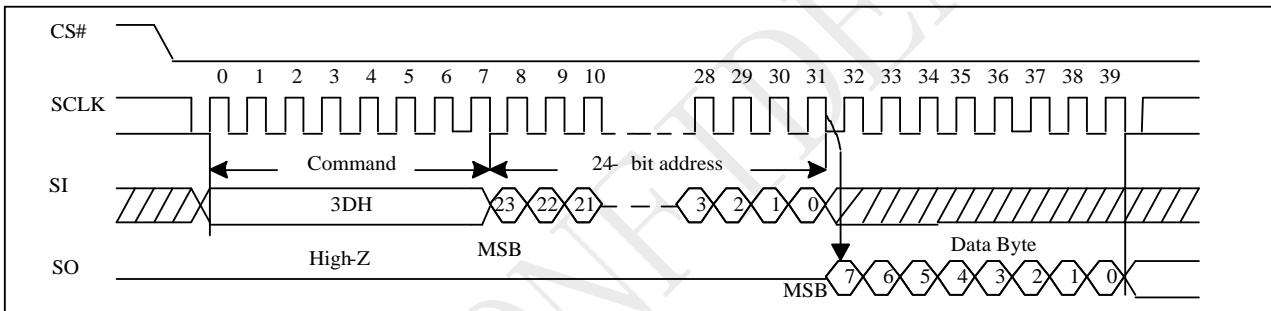 CS#
0 1 2 3 4 5 6 7 8 9 10 28 29 30 31 32 33 34 35 36 37 38 39
SCLK
Command 24- bit address
SI
3DH 23 22 21 3 2 1 0
High-Z MSB Data Byte
SO
MSB 7 6 5 4 3 2 1 0